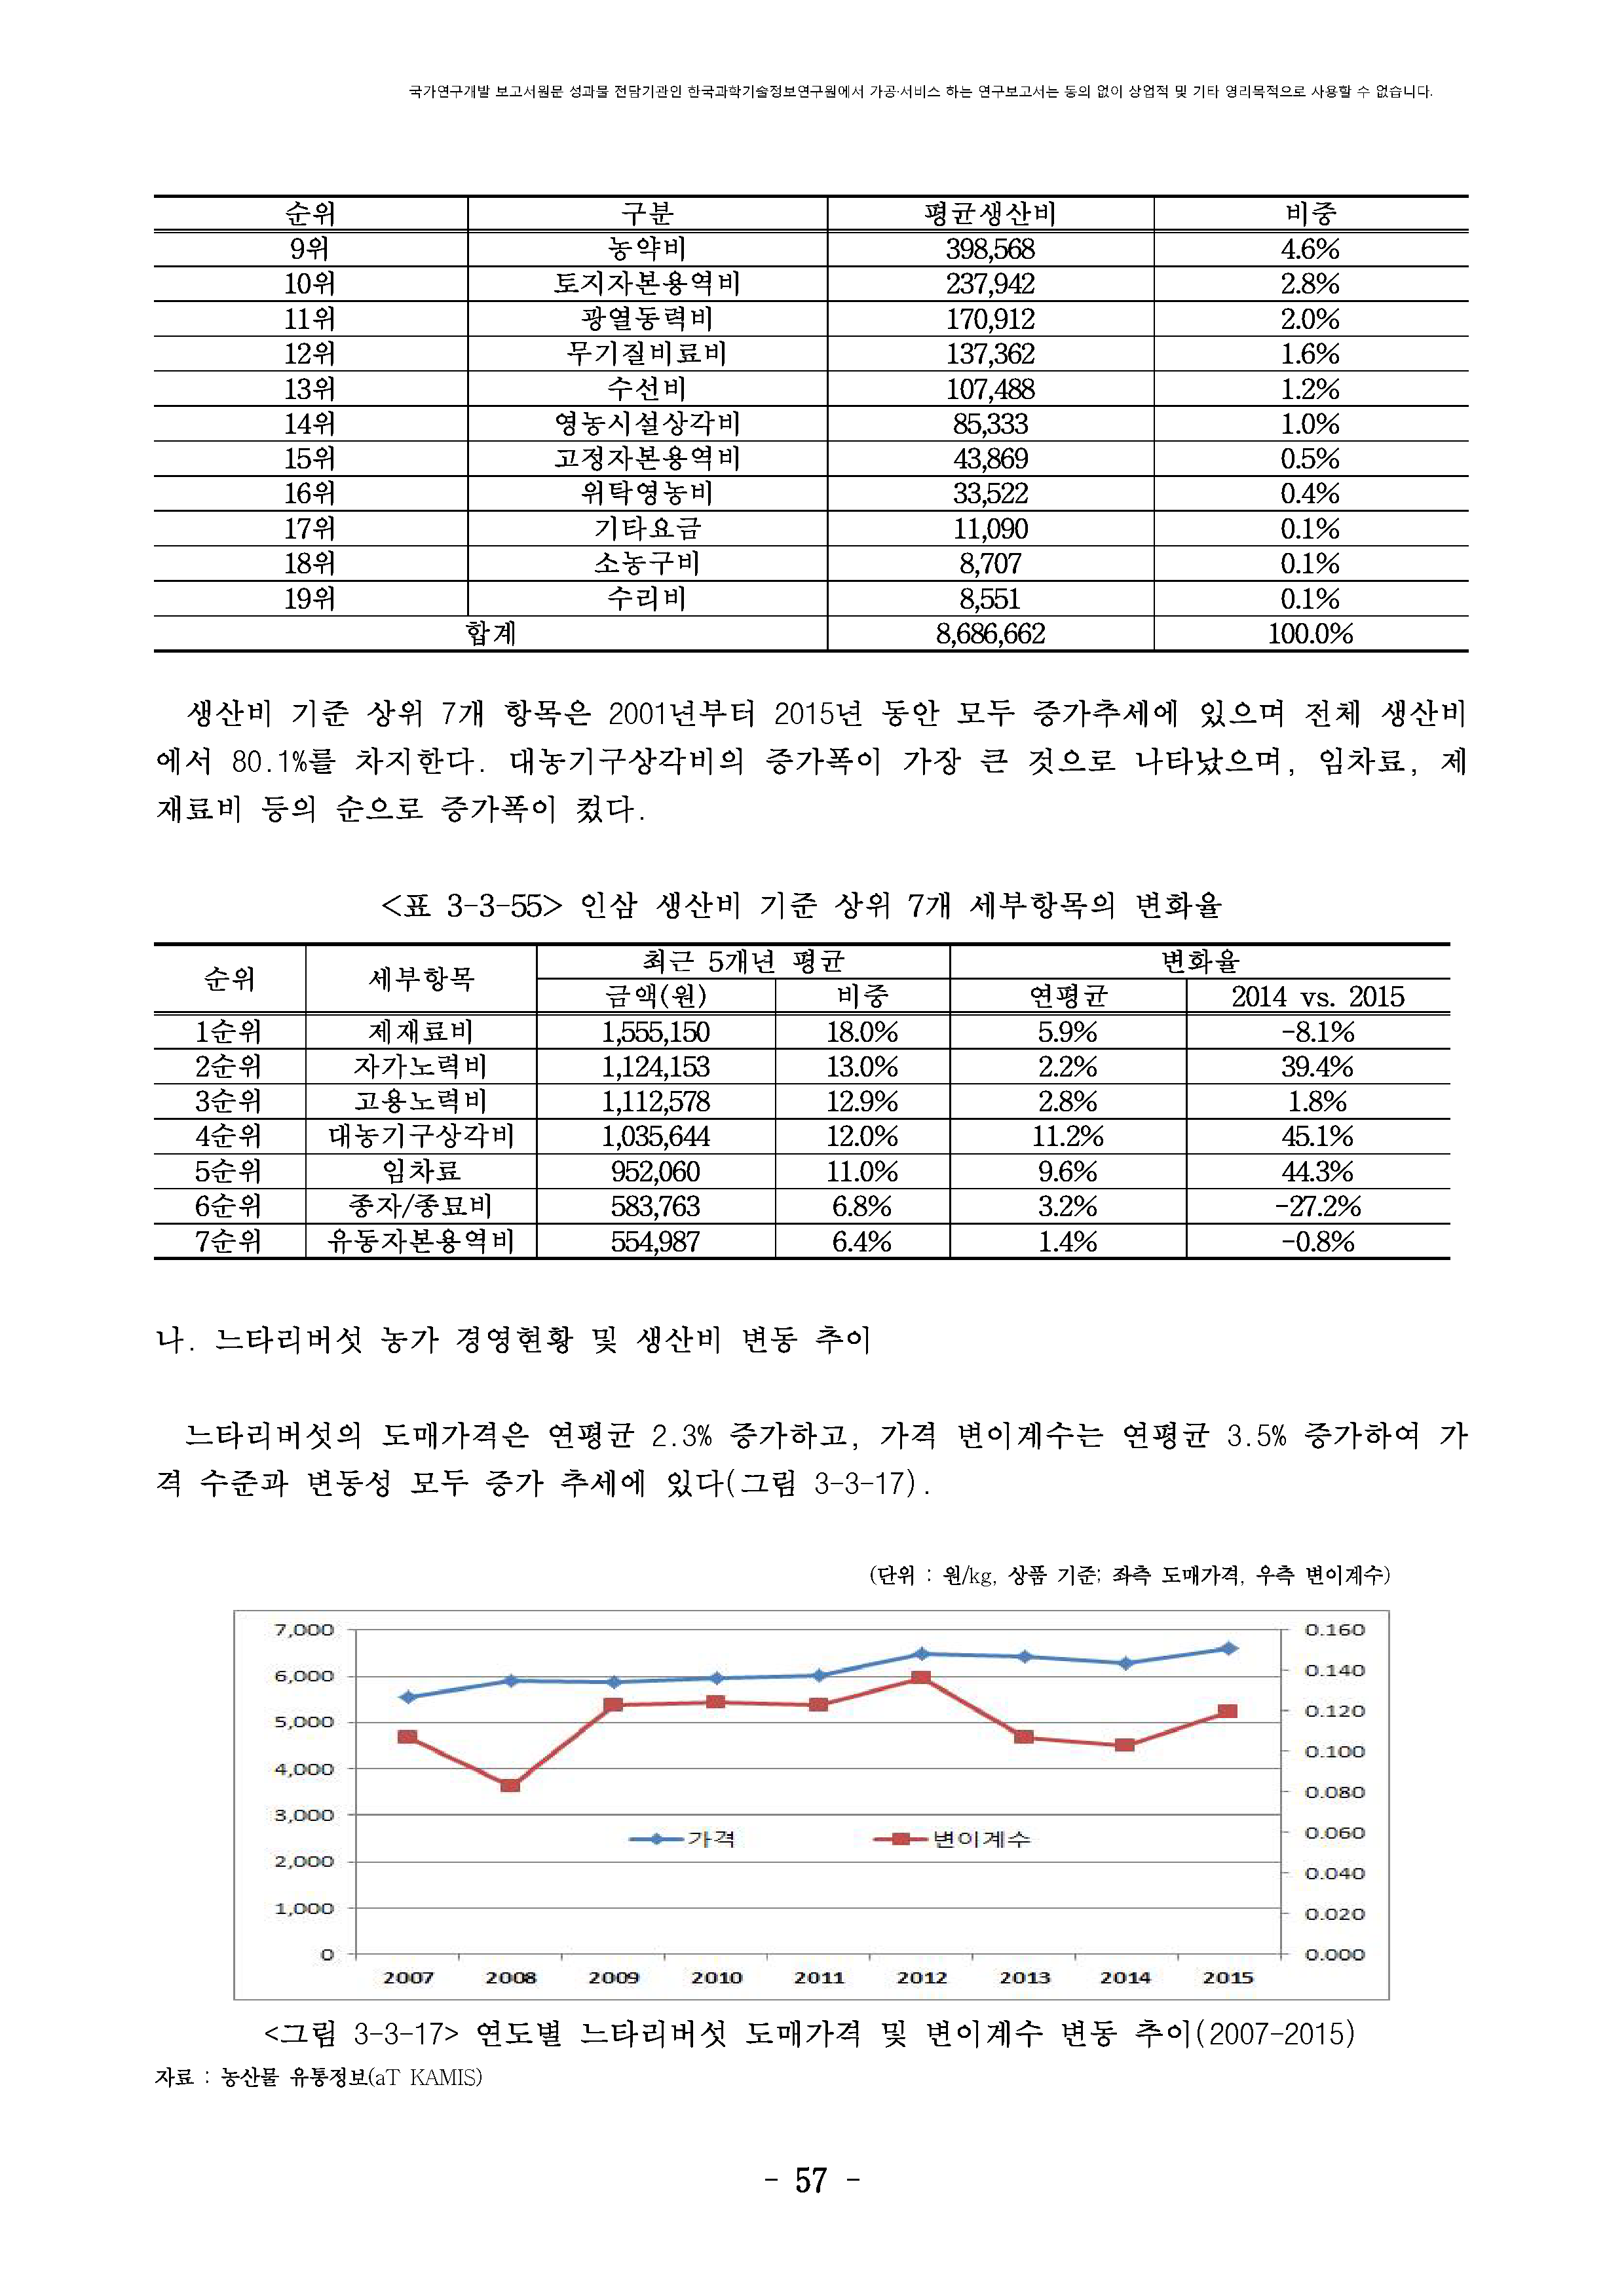 국가연구개발 보고서원문 성과물 전담기관인 한국과학기술정보연구원에서 가공·서비스 하는 연구보고서는 동의 없이 상업적 및 기타 영리목적으로 사용할 수 없습니다.
순위 구분 평균생산비 비중
9위 농약비 398,568 4.6%
10위 토지자본용역비 237,942 2.8%
11위 광열동력비 170,912 2.0%
12위 무기질비료비 137,362 1.6%
13위 수선비 107,488 1.2%
14위 영농시설상각비 85,333 1.0%
15위 고정자본용역비 43,869 0.5%
16위 위탁영농비 33,522 0.4%
17위 기타요금 11,090 0.1%
18위 소농구비 8,707 0.1%
19위 수리비 8,551 0.1%
합계 8,686,662 100.0%
생산비 기준 상위 7개 항목은 2001년부터 2015년 동안 모두 증가추세에 있으며 전체 생산비
에서 80.1%를 차지한다. 대농기구상각비의 증가폭이 가장 큰 것으로 나타났으며, 임차료, 제
재료비 등의 순으로 증가폭이 컸다.
<표 3-3-55> 인삼 생산비 기준 상위 7개 세부항목의 변화율
순위 세부항목 최근 5개년 평균 변화율
금액(원) 비중 연평균 2014 vs. 2015
1순위 제재료비 1,555,150 18.0% 5.9% -8.1%
2순위 자가노력비 1,124,153 13.0% 2.2% 39.4%
3순위 고용노력비 1,112,578 12.9% 2.8% 1.8%
4순위 대농기구상각비 1,035,644 12.0% 11.2% 45.1%
5순위 임차료 952,060 11.0% 9.6% 44.3%
6순위 종자/종묘비 583,763 6.8% 3.2% -27.2%
7순위 유동자본용역비 554,987 6.4% 1.4% -0.8%
나. 느타리버섯 농가 경영현황 및 생산비 변동 추이
느타리버섯의 도매가격은 연평균 2.3% 증가하고, 가격 변이계수는 연평균 3.5% 증가하여 가
격 수준과 변동성 모두 증가 추세에 있다(그림 3-3-17).
(단위 : 원/kg, 상품 기준; 좌측 도매가격, 우측 변이계수)
7,000 0.160
6,000 0.140
5,000 0.120
4,000 0.100
3,000 0.080
2,000 0.060
1,000 0.040
0 0.020
0.000
가격 변이계수
2007 2008 2009 2010 2011 2012 2013 2014 2015
<그림 3-3-17> 연도별 느타리버섯 도매가격 및 변이계수 변동 추이(2007-2015)
자료 : 농산물 유통정보(aT KAMIS)
- 57 -